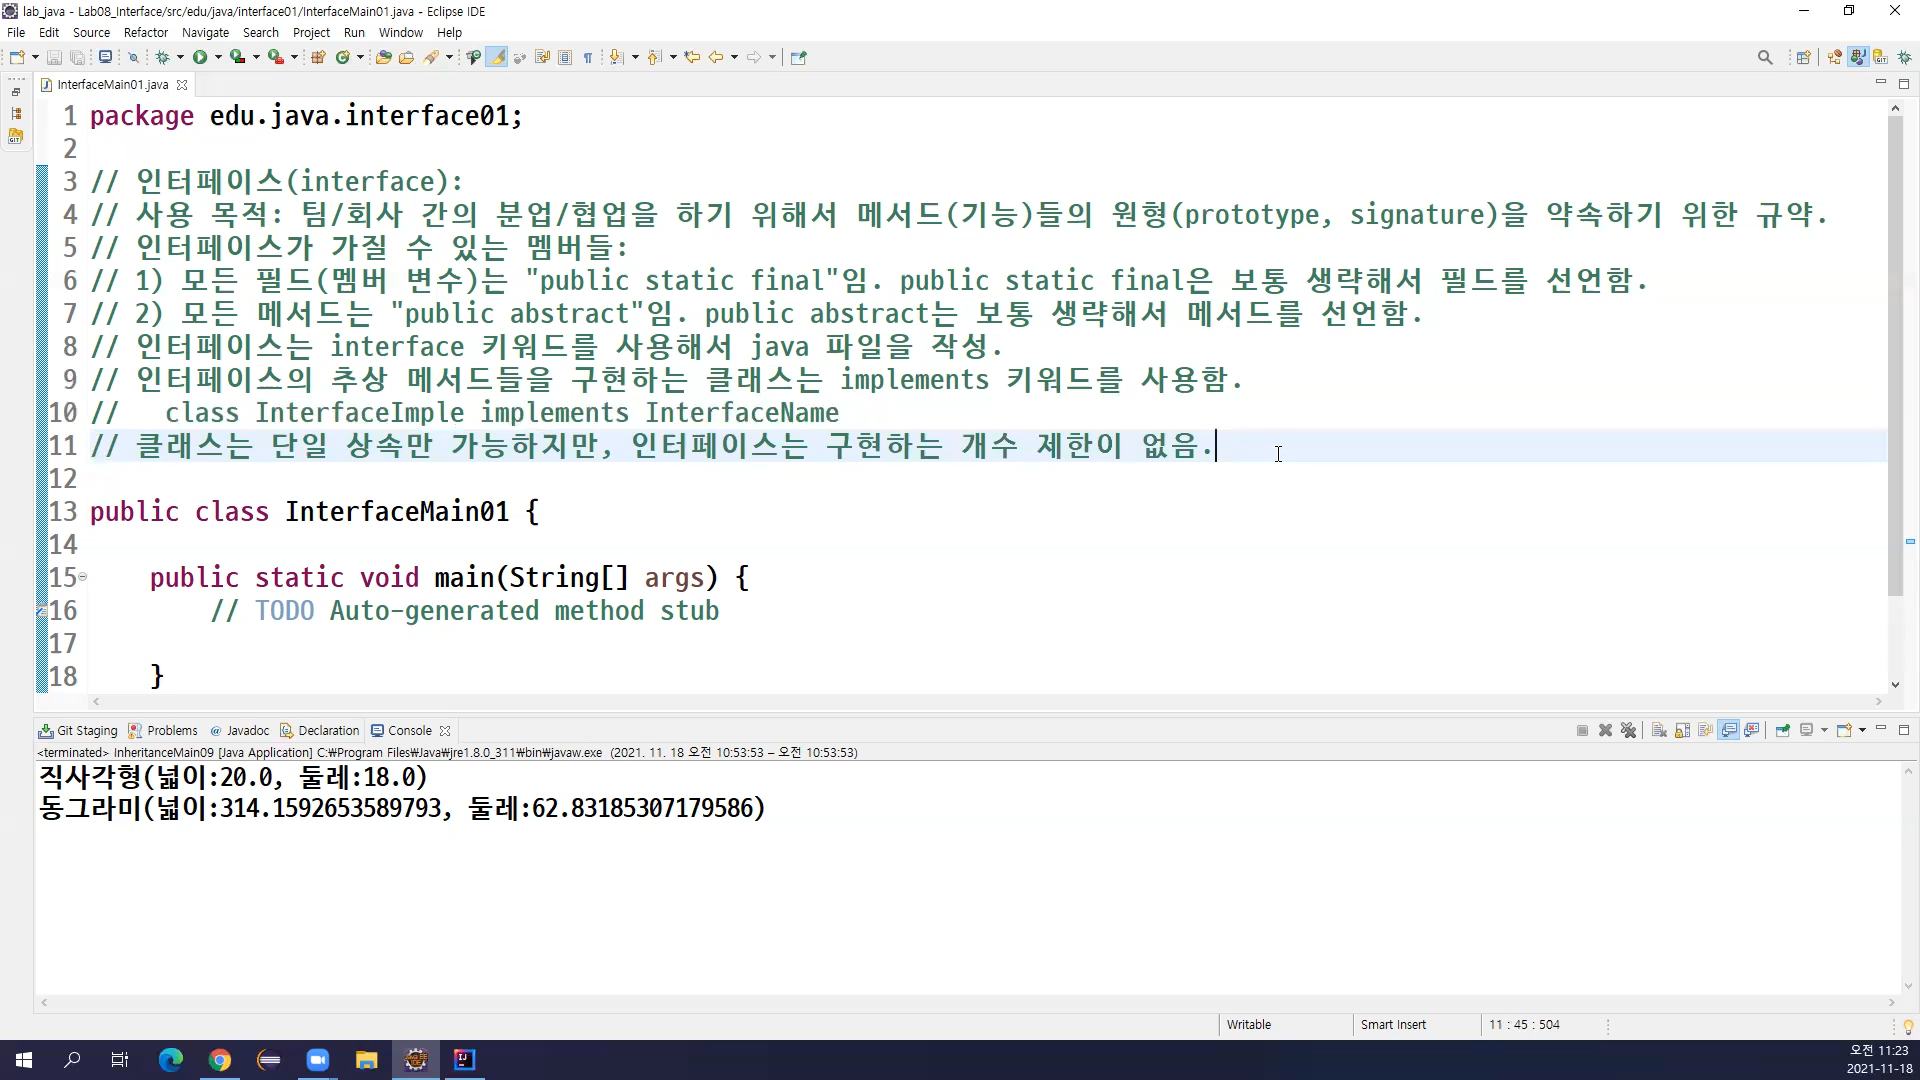 lab_java - Lab08_Interface/src/edu/java/interface01/InterfaceMain01.java - Eclipse IDE
File Edit Source Refactor Navigate Search Project Run Window Help
InterfaceMain01.java
1 package edu.java.interface01;
2
3 // 인터페이스(interface):
4 // 사용 목적: 팀/회사 간의 분업/협업을 하기 위해서 메서드(기능)들의 원형(prototype, signature)을 약속하기 위한 규약.
5 // 인터페이스가 가질 수 있는 멤버들:
6 // 1) 모든 필드(멤버 변수)는 "public static final"임. public static final은 보통 생략해서 필드를 선언함.
7 // 2) 모든 메서드는 "public abstract"임. public abstract는 보통 생략해서 메서드를 선언함.
8 // 인터페이스는 interface 키워드를 사용해서 java 파일을 작성.
9 // 인터페이스의 추상 메서드들을 구현하는 클래스는 implements 키워드를 사용함.
10 //   class InterfaceImple implements InterfaceName
11 // 클래스는 단일 상속만 가능하지만, 인터페이스는 구현하는 개수 제한이 없음.
12
13 public class InterfaceMain01 {
14
15     public static void main(String[] args) {
16         // TODO Auto-generated method stub
17
18     }
Git Staging Problems Javadoc Declaration Console
<terminated> InheritanceMain09 [Java Application] C:₩Program Files₩Java₩jre1.8.0_311₩bin₩javaw.exe (2021. 11. 18 오전 10:53:53 – 오전 10:53:53)
직사각형(넓이:20.0, 둘레:18.0)
동그라미(넓이:314.1592653589793, 둘레:62.83185307179586)
Writable Smart Insert 11 : 45 : 504
오전 11:23
2021-11-18